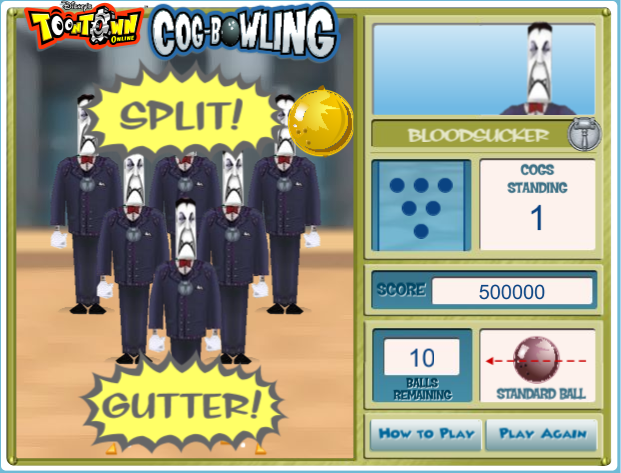 Disney's
TOONTOWN
ONLINE
COG-BOWLING
SPLIT!
GUTTER!
BLOODSUCKER
COGS
STANDING
1
SCORE 500000
10
BALLS
REMAINING
STANDARD BALL
HOW TO PLAY
PLAY AGAIN